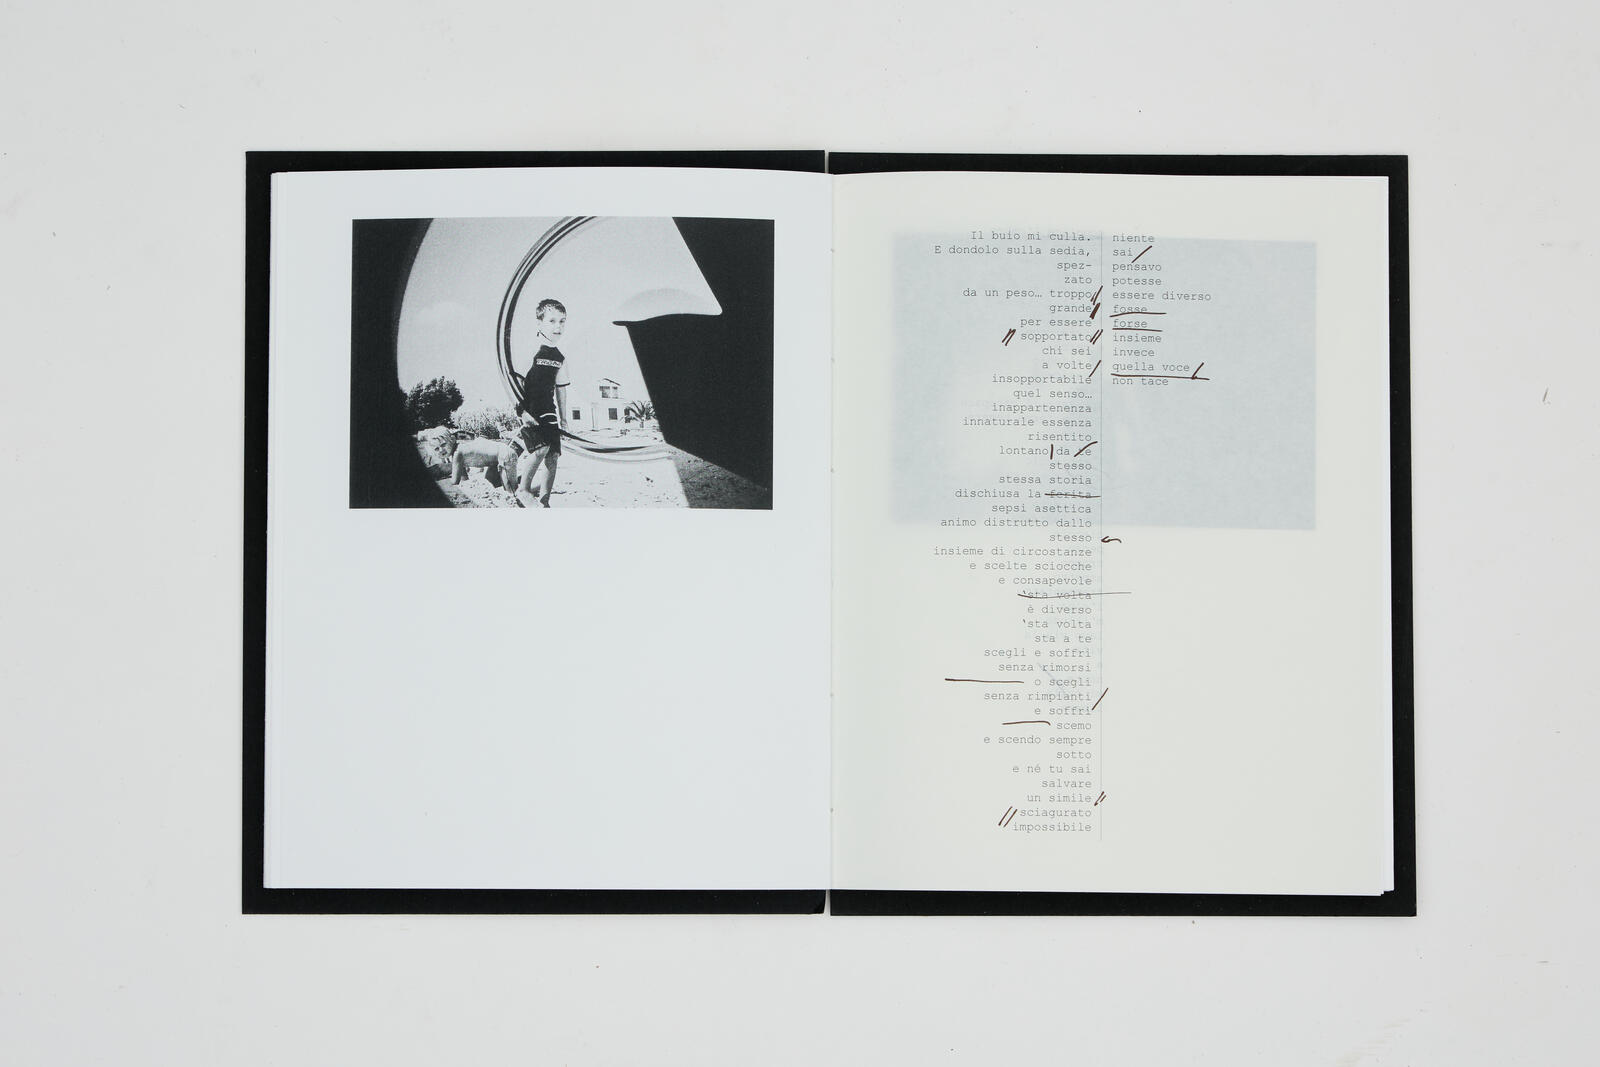 Il buio mi culla.
E dondolo sulla sedia,
spez-
zato
da un peso… troppo
grande
per essere
sopportato
chi sei
a volte
insopportabile
quel senso…
inappartenenza
innaturale essenza
risentito
lontano da te
stesso
stessa storia
dischiusa la ferita
sepsi asettica
animo distrutto dallo
stesso
insieme di circostanze
e scelte sciocche
e consapevole
'sta volta
è diverso
'sta volta
sta a te
scegli e soffri
senza rimorsi
o scegli
senza rimpianti
e soffri
scemo
e scendo sempre
sotto
e né tu sai
salvare
un simile
sciagurato
impossibile
niente
sai
pensavo
potesse
essere diverso
fosse
forse
insieme
invece
quella voce
non tace